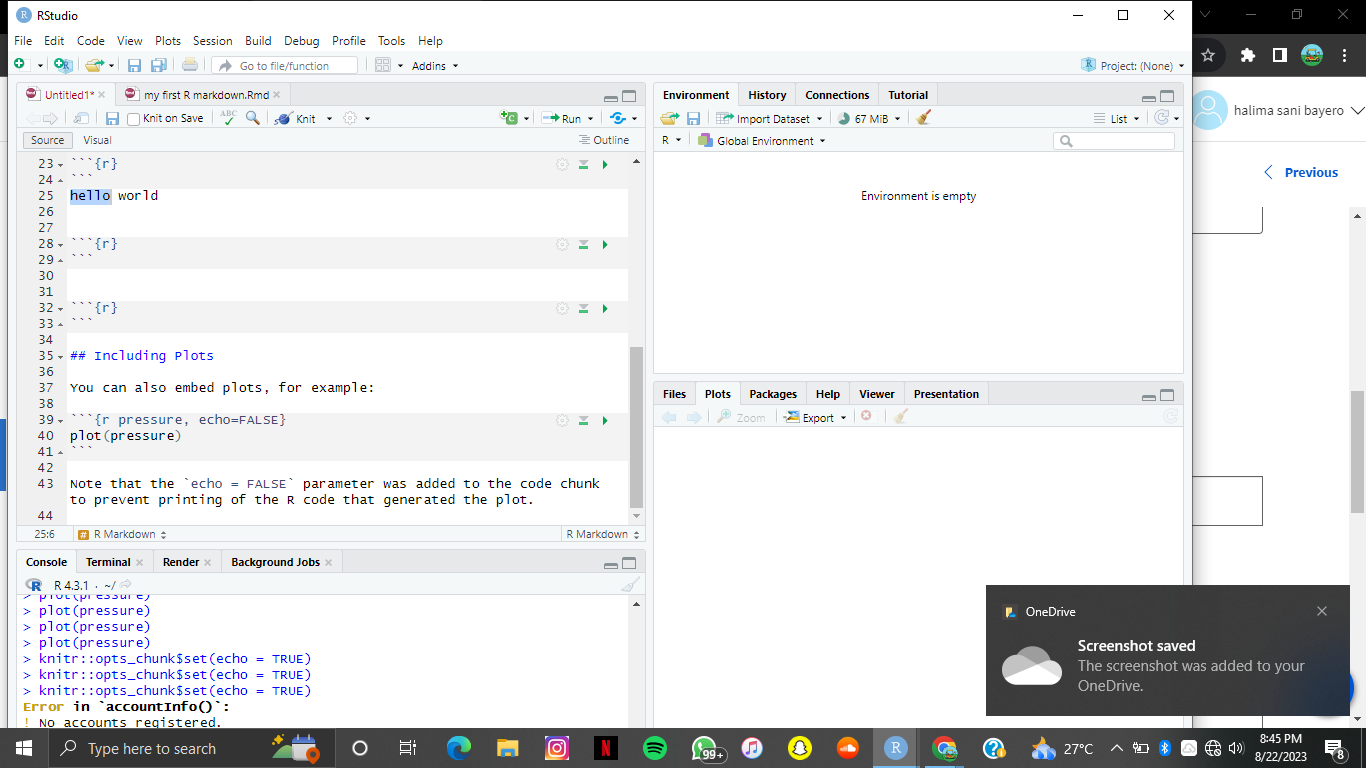 RStudio
File Edit Code View Plots Session Build Debug Profile Tools Help
Go to file/function Addins Project: (None)
Untitled1* my first R markdown.Rmd
Knit on Save ABC Knit Run
Source Visual Outline
23 ```{r}
24 ```
25 hello world
26
27
28 ```{r}
29 ```
30
31
32 ```{r}
33 ```
34
35 ## Including Plots
36
37 You can also embed plots, for example:
38
39 ```{r pressure, echo=FALSE}
40 plot(pressure)
41 ```
42
43 Note that the `echo = FALSE` parameter was added to the code chunk
to prevent printing of the R code that generated the plot.
44
25:6 # R Markdown R Markdown
Console Terminal Render Background Jobs
R R 4.3.1 · ~/
> plot(pressure)
> plot(pressure)
> plot(pressure)
> plot(pressure)
> knitr::opts_chunk$set(echo = TRUE)
> knitr::opts_chunk$set(echo = TRUE)
> knitr::opts_chunk$set(echo = TRUE)
Error in `accountInfo()`:
! No accounts registered.
Environment History Connections Tutorial
Import Dataset 67 MiB List
R Global Environment
Environment is empty
Files Plots Packages Help Viewer Presentation
Zoom Export
halima sani bayero
Previous
OneDrive
Screenshot saved
The screenshot was added to your
OneDrive.
Type here to search 99+ R 27°C 8:45 PM
8/22/2023 8